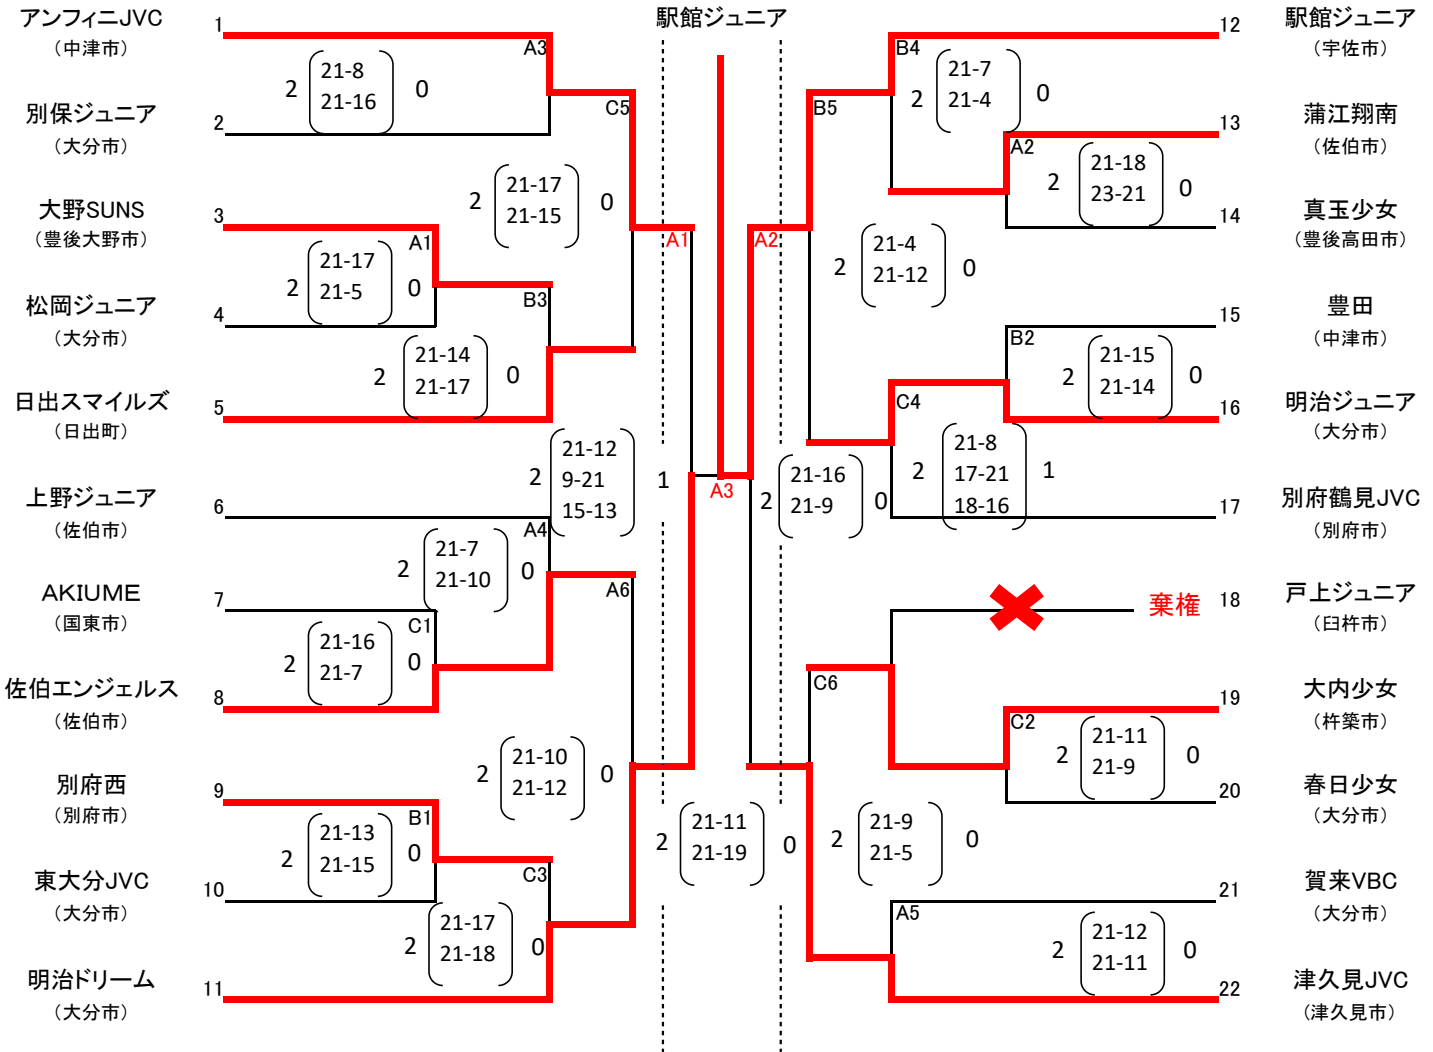 駅館ジュニア
アンフィニJVC
（中津市）
1
A3
21-8
21-16
2
0
別保ジュニア
（大分市）
2
C5
21-17
21-15
2
0
大野SUNS
（豊後大野市）
3
A1
21-17
21-5
2
0
松岡ジュニア
（大分市）
4
B3
21-14
21-17
2
0
日出スマイルズ
（日出町）
5
A1
21-12
9-21
15-13
2
1
上野ジュニア
（佐伯市）
6
A4
21-7
21-10
2
0
AKIUME
（国東市）
7
C1
21-16
21-7
2
0
佐伯エンジェルス
（佐伯市）
8
A6
21-10
21-12
2
0
別府西
（別府市）
9
B1
21-13
21-15
2
0
東大分JVC
（大分市）
10
C3
21-17
21-18
2
0
明治ドリーム
（大分市）
11
A3
21-11
21-19
2
0
駅館ジュニア
（宇佐市）
12
B4
21-7
21-4
2
0
蒲江翔南
（佐伯市）
13
A2
21-18
23-21
2
0
真玉少女
（豊後高田市）
14
B5
21-4
21-12
2
0
豊田
（中津市）
15
B2
21-15
21-14
2
0
明治ジュニア
（大分市）
16
C4
21-8
17-21
18-16
2
1
別府鶴見JVC
（別府市）
17
A2
21-16
21-9
2
0
戸上ジュニア
（臼杵市）
18
棄権
大内少女
（杵築市）
19
C2
21-11
21-9
2
0
春日少女
（大分市）
20
C6
21-9
21-5
2
0
賀来VBC
（大分市）
21
A5
21-12
21-11
2
0
津久見JVC
（津久見市）
22